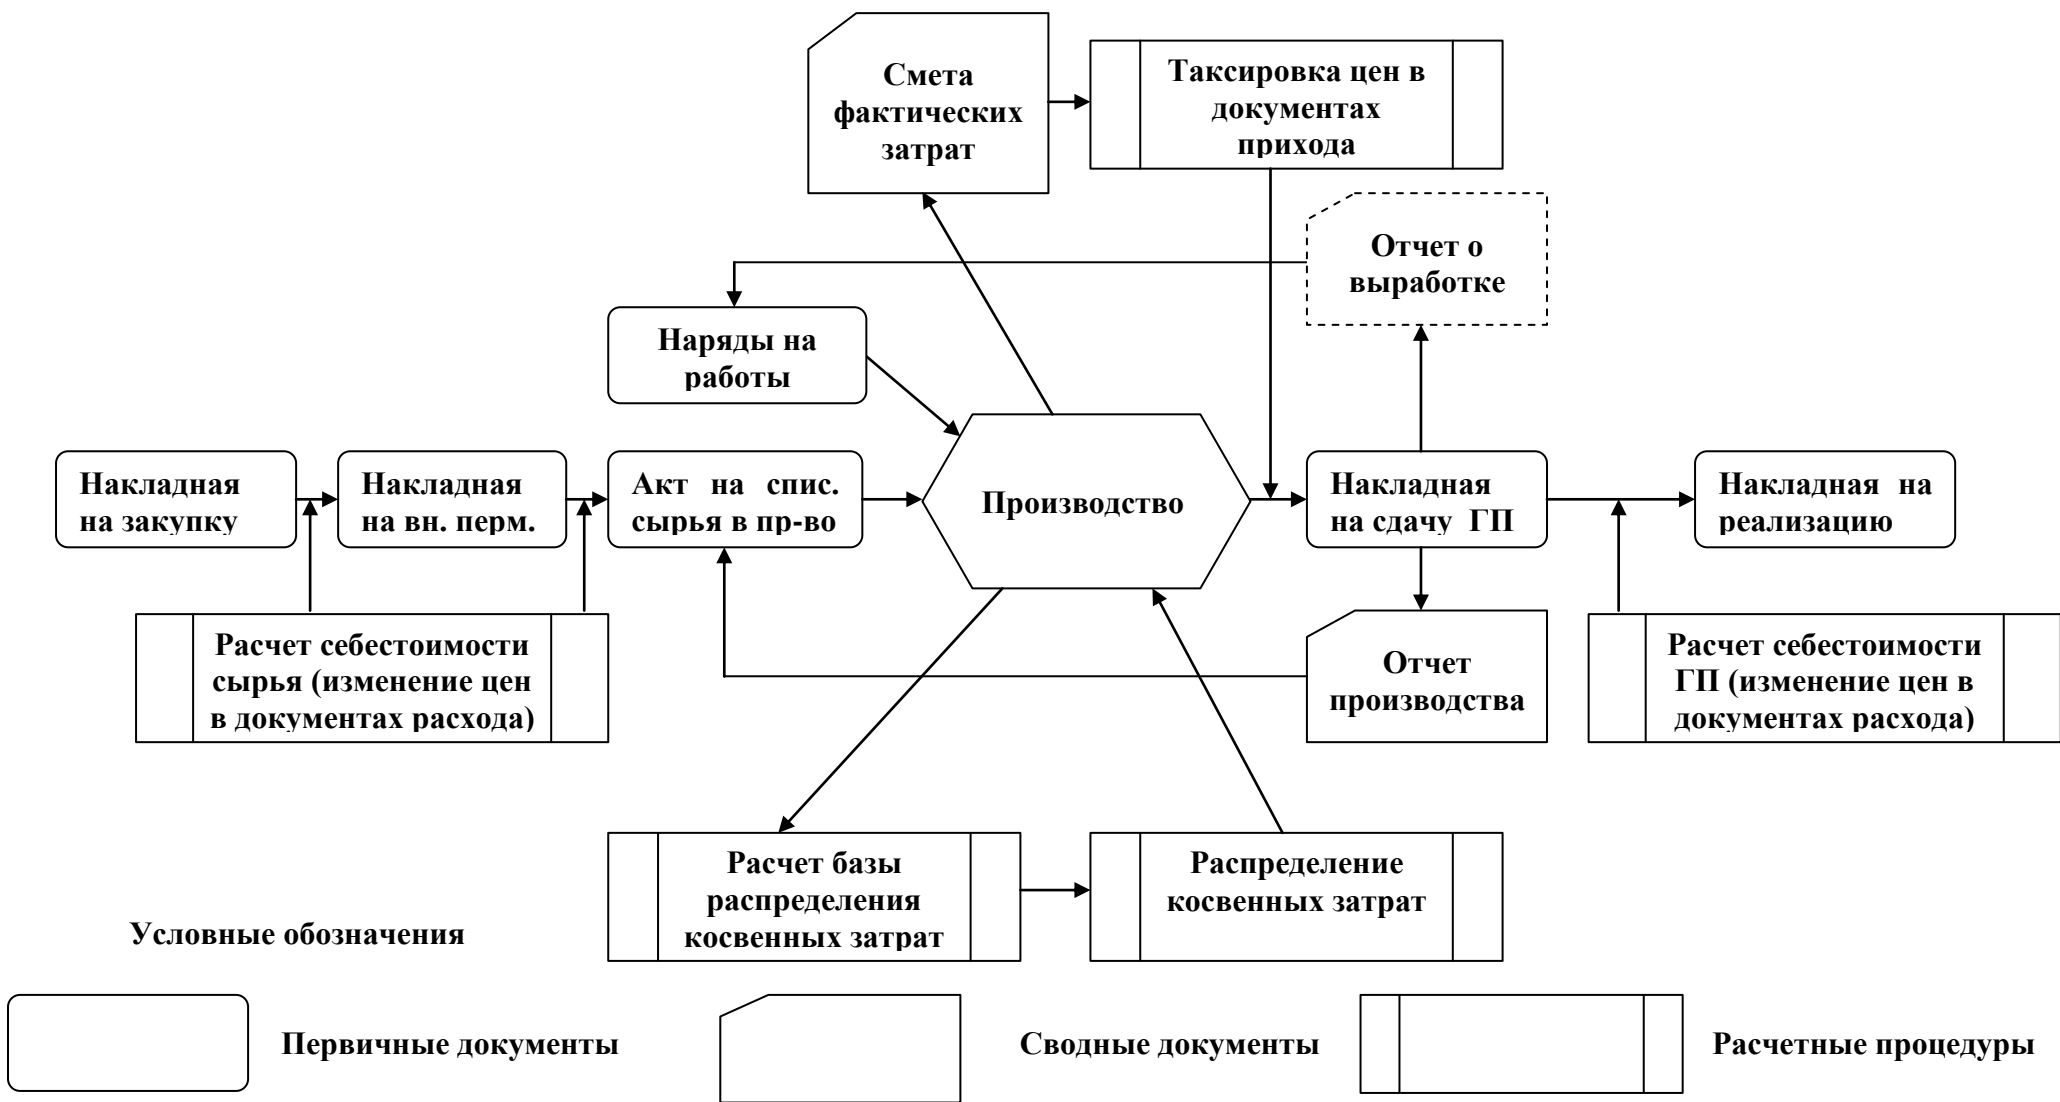 Смета
фактических
затрат
Таксировка цен в
документах
прихода
Отчет о
выработке
Наряды на
работы
Накладная
на закупку
Накладная
на вн. перм.
Акт на спис.
сырья в пр-во
Производство
Накладная
на сдачу ГП
Накладная на
реализацию
Расчет себестоимости
сырья (изменение цен
в документах расхода)
Отчет
производства
Расчет себестоимости
ГП (изменение цен в
документах расхода)
Расчет базы
распределения
косвенных затрат
Распределение
косвенных затрат
Условные обозначения
Первичные документы
Сводные документы
Расчетные процедуры